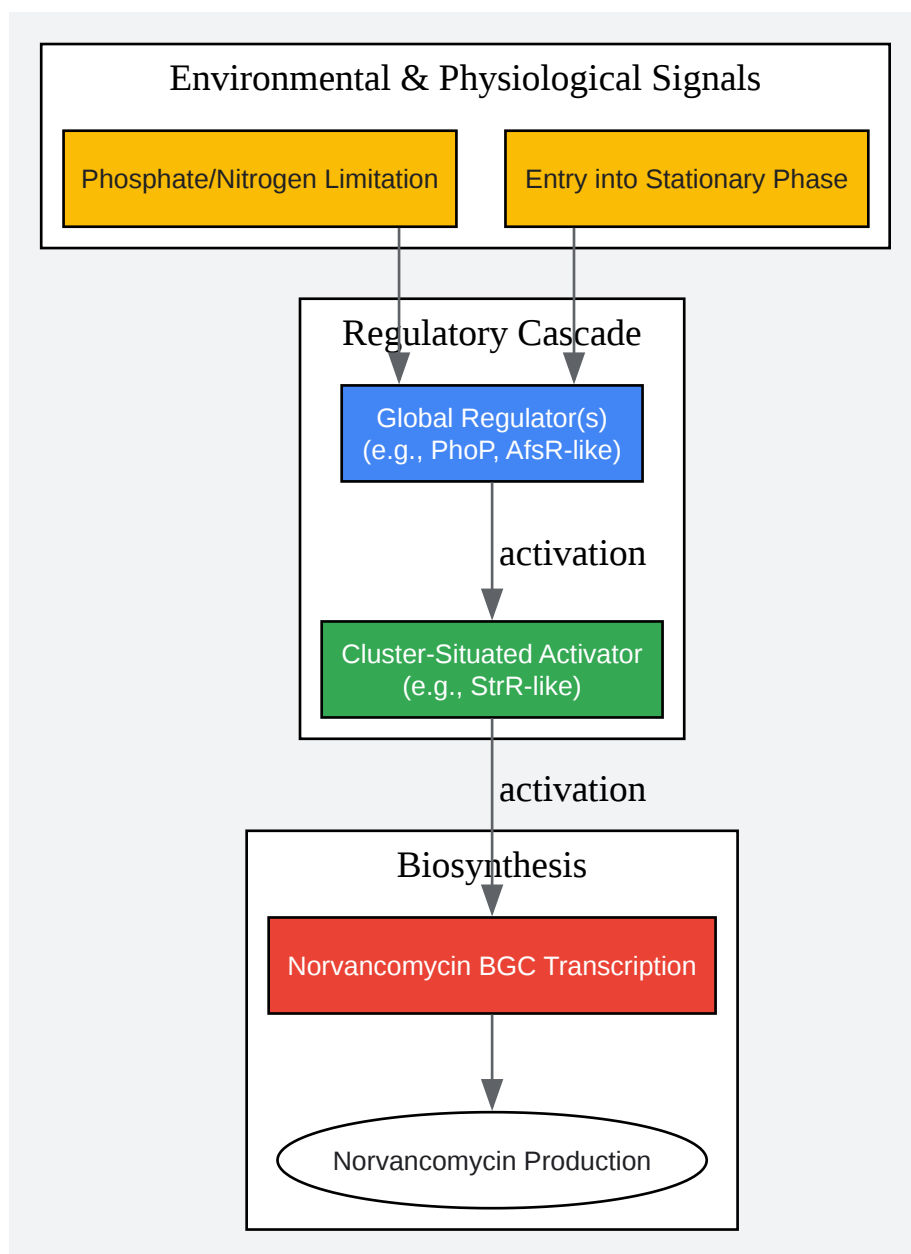 Environmental & Physiological Signals
Phosphate/Nitrogen Limitation
Entry into Stationary Phase
Regulatory Cascade
Global Regulator(s)
(e.g., PhoP, AfsR-like)
activation
Cluster-Situated Activator
(e.g., StrR-like)
activation
Biosynthesis
Norvancomycin BGC Transcription
Norvancomycin Production